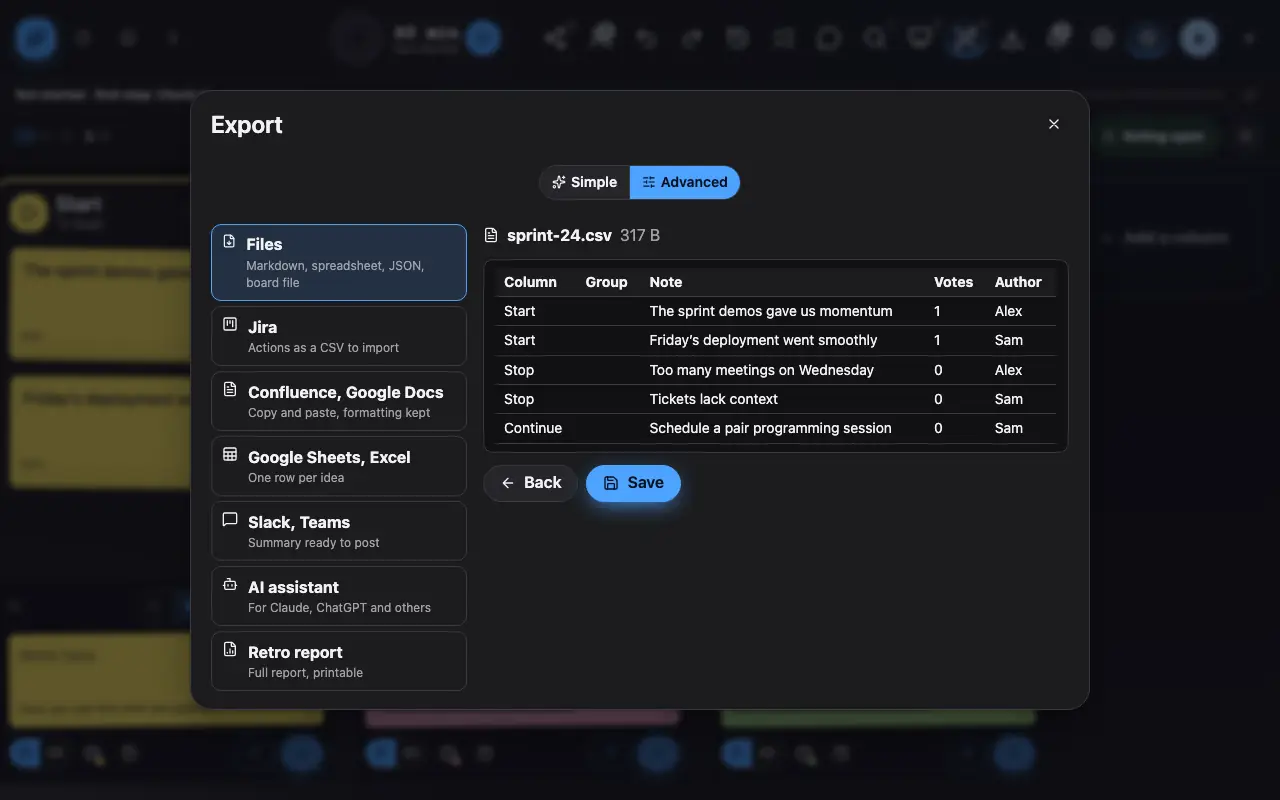 Export
Simple
Advanced
Files
Markdown, spreadsheet, JSON,
board file
Jira
Actions as a CSV to import
Confluence, Google Docs
Copy and paste, formatting kept
Google Sheets, Excel
One row per idea
Slack, Teams
Summary ready to post
AI assistant
For Claude, ChatGPT and others
Retro report
Full report, printable
sprint-24.csv 317 B
Column Group Note Votes Author
Start The sprint demos gave us momentum 1 Alex
Start Friday’s deployment went smoothly 1 Sam
Stop Too many meetings on Wednesday 0 Alex
Stop Tickets lack context 0 Sam
Continue Schedule a pair programming session 0 Sam
Back
Save
Start